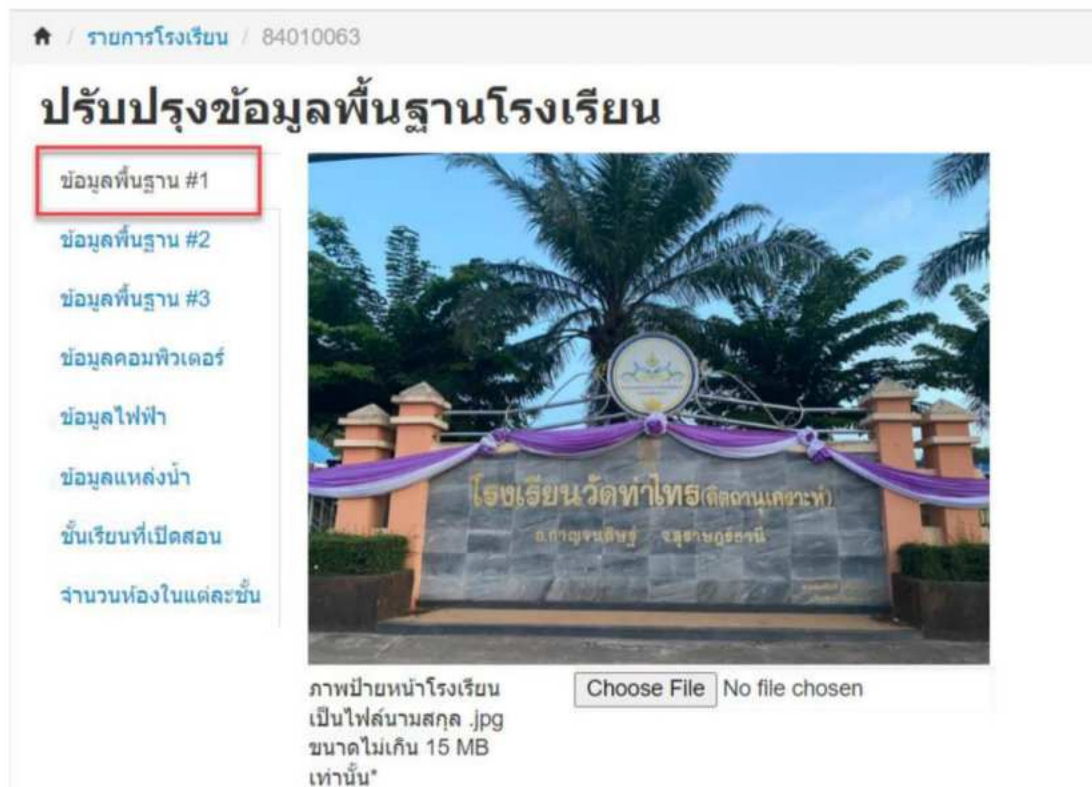 / รายการโรงเรียน / 84010063
ปรับปรุงข้อมูลพื้นฐานโรงเรียน
ข้อมูลพื้นฐาน #1
ข้อมูลพื้นฐาน #2
ข้อมูลพื้นฐาน #3
ข้อมูลคอมพิวเตอร์
ข้อมูลไฟฟ้า
ข้อมูลแหล่งน้ำ
ชั้นเรียนที่เปิดสอน
จำนวนห้องในแต่ละชั้น
โรงเรียนวัดท่าไทร(ดิตถานุเคราะห์)
อ.กาญจนดิษฐ์ จ.สุราษฎร์ธานี
ภาพป้ายหน้าโรงเรียน
เป็นไฟล์นามสกุล .jpg
ขนาดไม่เกิน 15 MB
เท่านั้น*
Choose File No file chosen